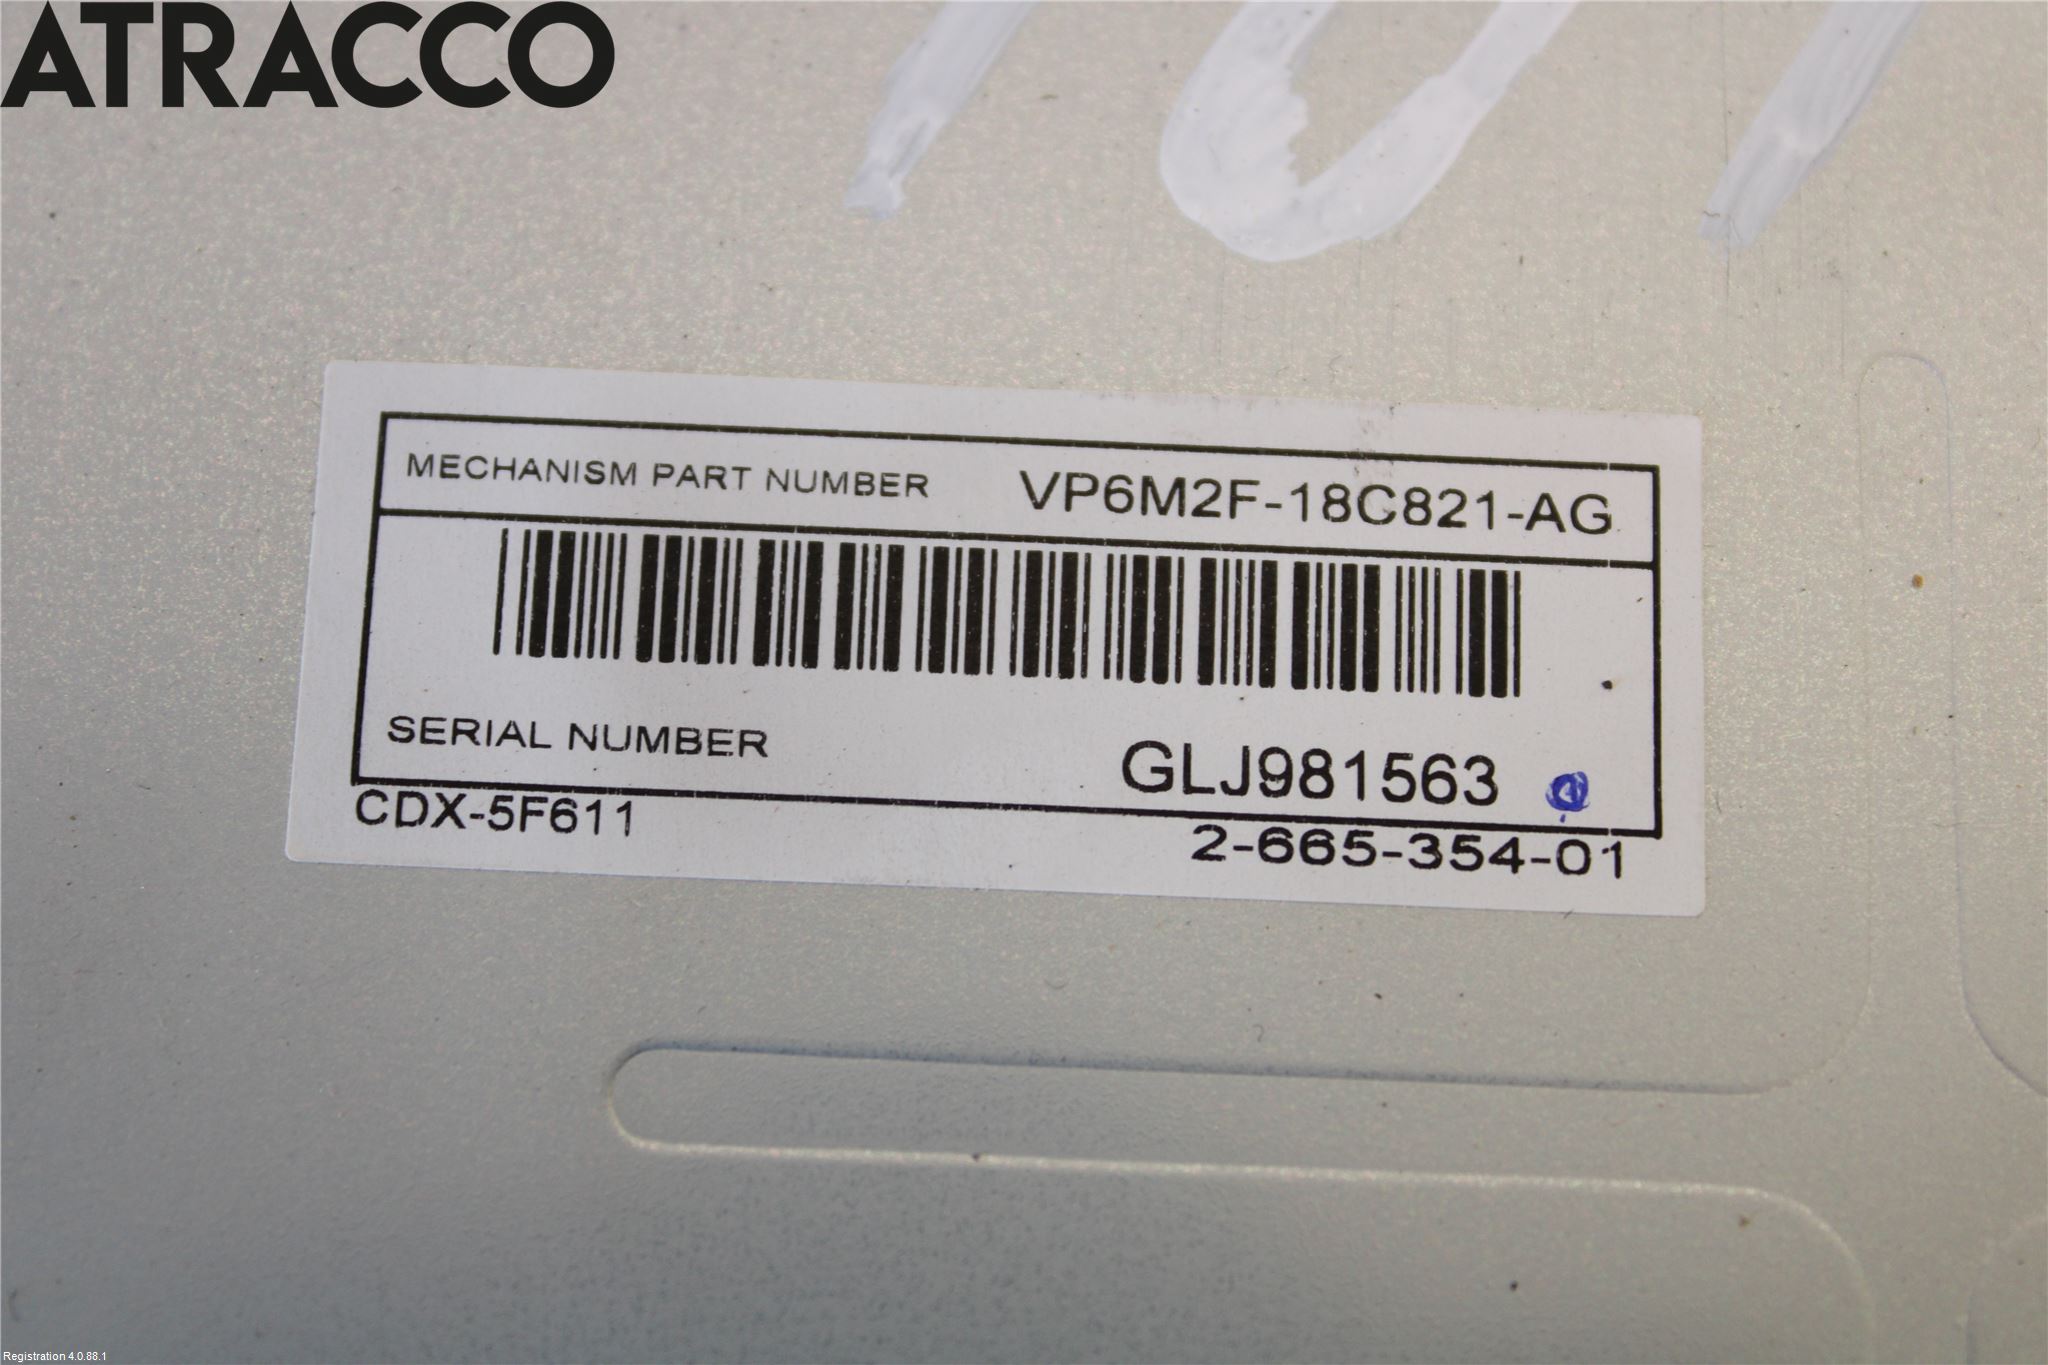 ATRACCO
MECHANISM PART NUMBER VP6M2F-18C821-AG
SERIAL NUMBER GLJ981563
CDX-5F611 2-665-354-01
Registration 4.0.88.1